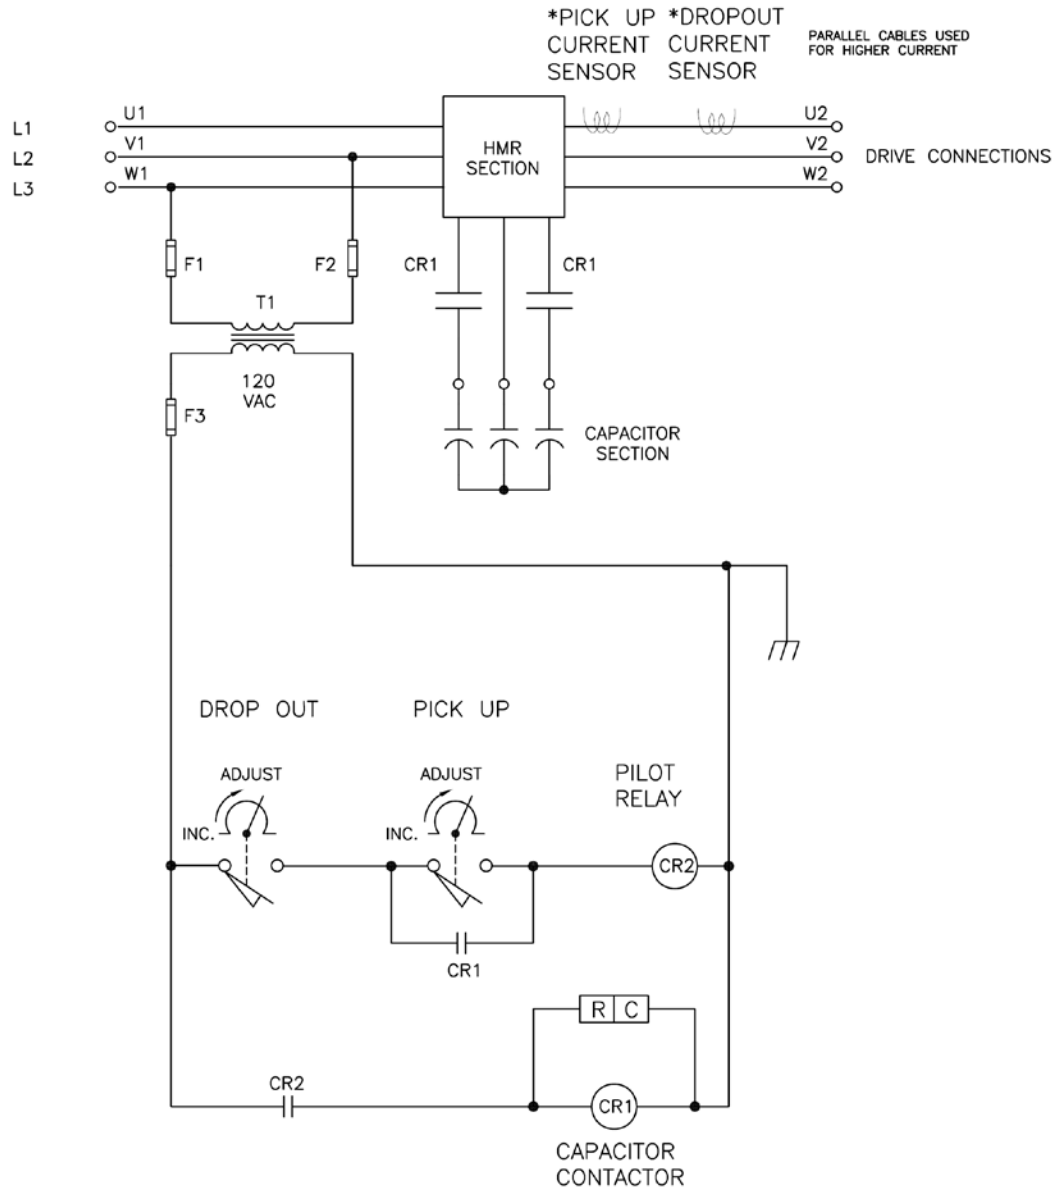 *PICK UP
CURRENT
SENSOR
*DROPOUT
CURRENT
SENSOR
PARALLEL CABLES USED
FOR HIGHER CURRENT
L1
U1
U2
L2
V1
V2
L3
W1
W2
HMR
SECTION
DRIVE CONNECTIONS
F1
F2
CR1
CR1
T1
120
VAC
F3
CAPACITOR
SECTION
DROP OUT
PICK UP
ADJUST
INC.
ADJUST
INC.
PILOT
RELAY
CR2
CR1
R C
CR2
CR1
CAPACITOR
CONTACTOR